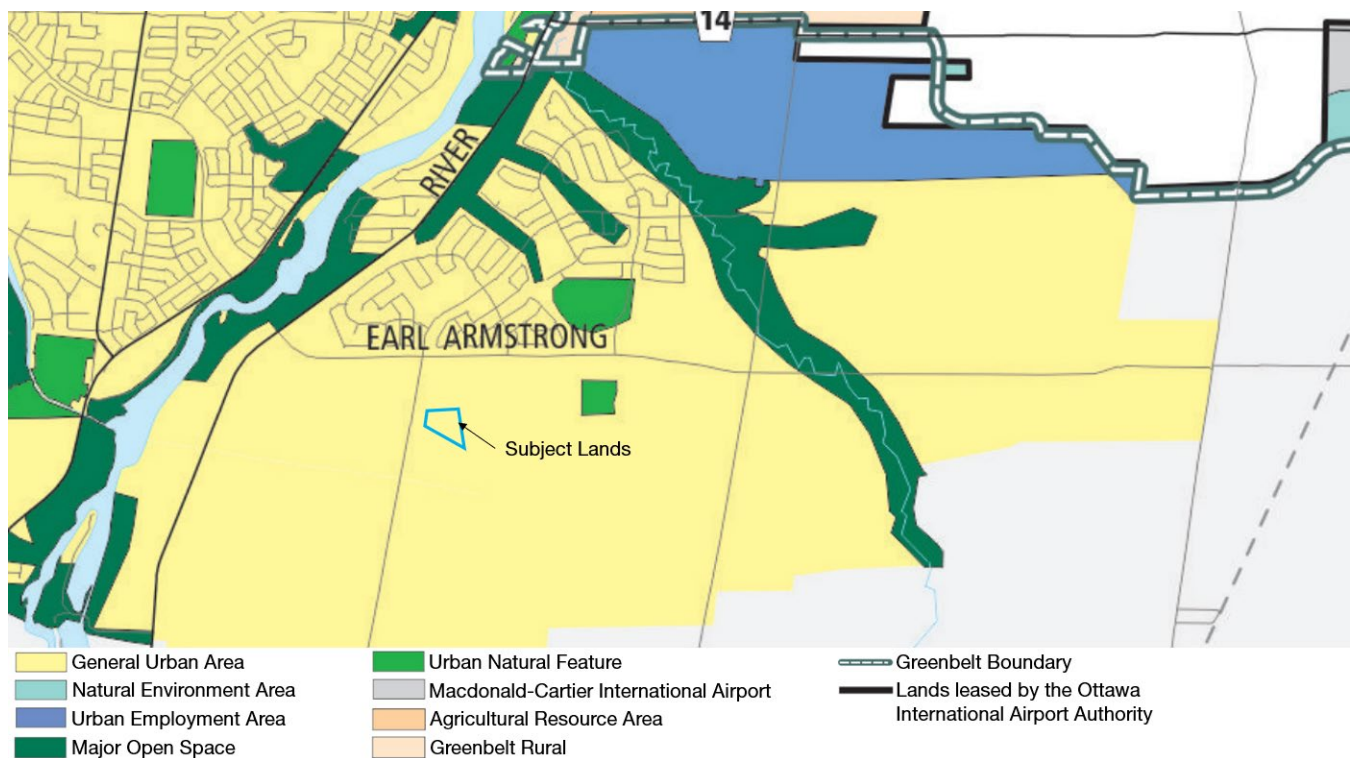 14
RIVER
EARL ARMSTRONG
Subject Lands
General Urban Area
Natural Environment Area
Urban Employment Area
Major Open Space
Urban Natural Feature
Macdonald-Cartier International Airport
Agricultural Resource Area
Greenbelt Rural
Greenbelt Boundary
Lands leased by the Ottawa
International Airport Authority